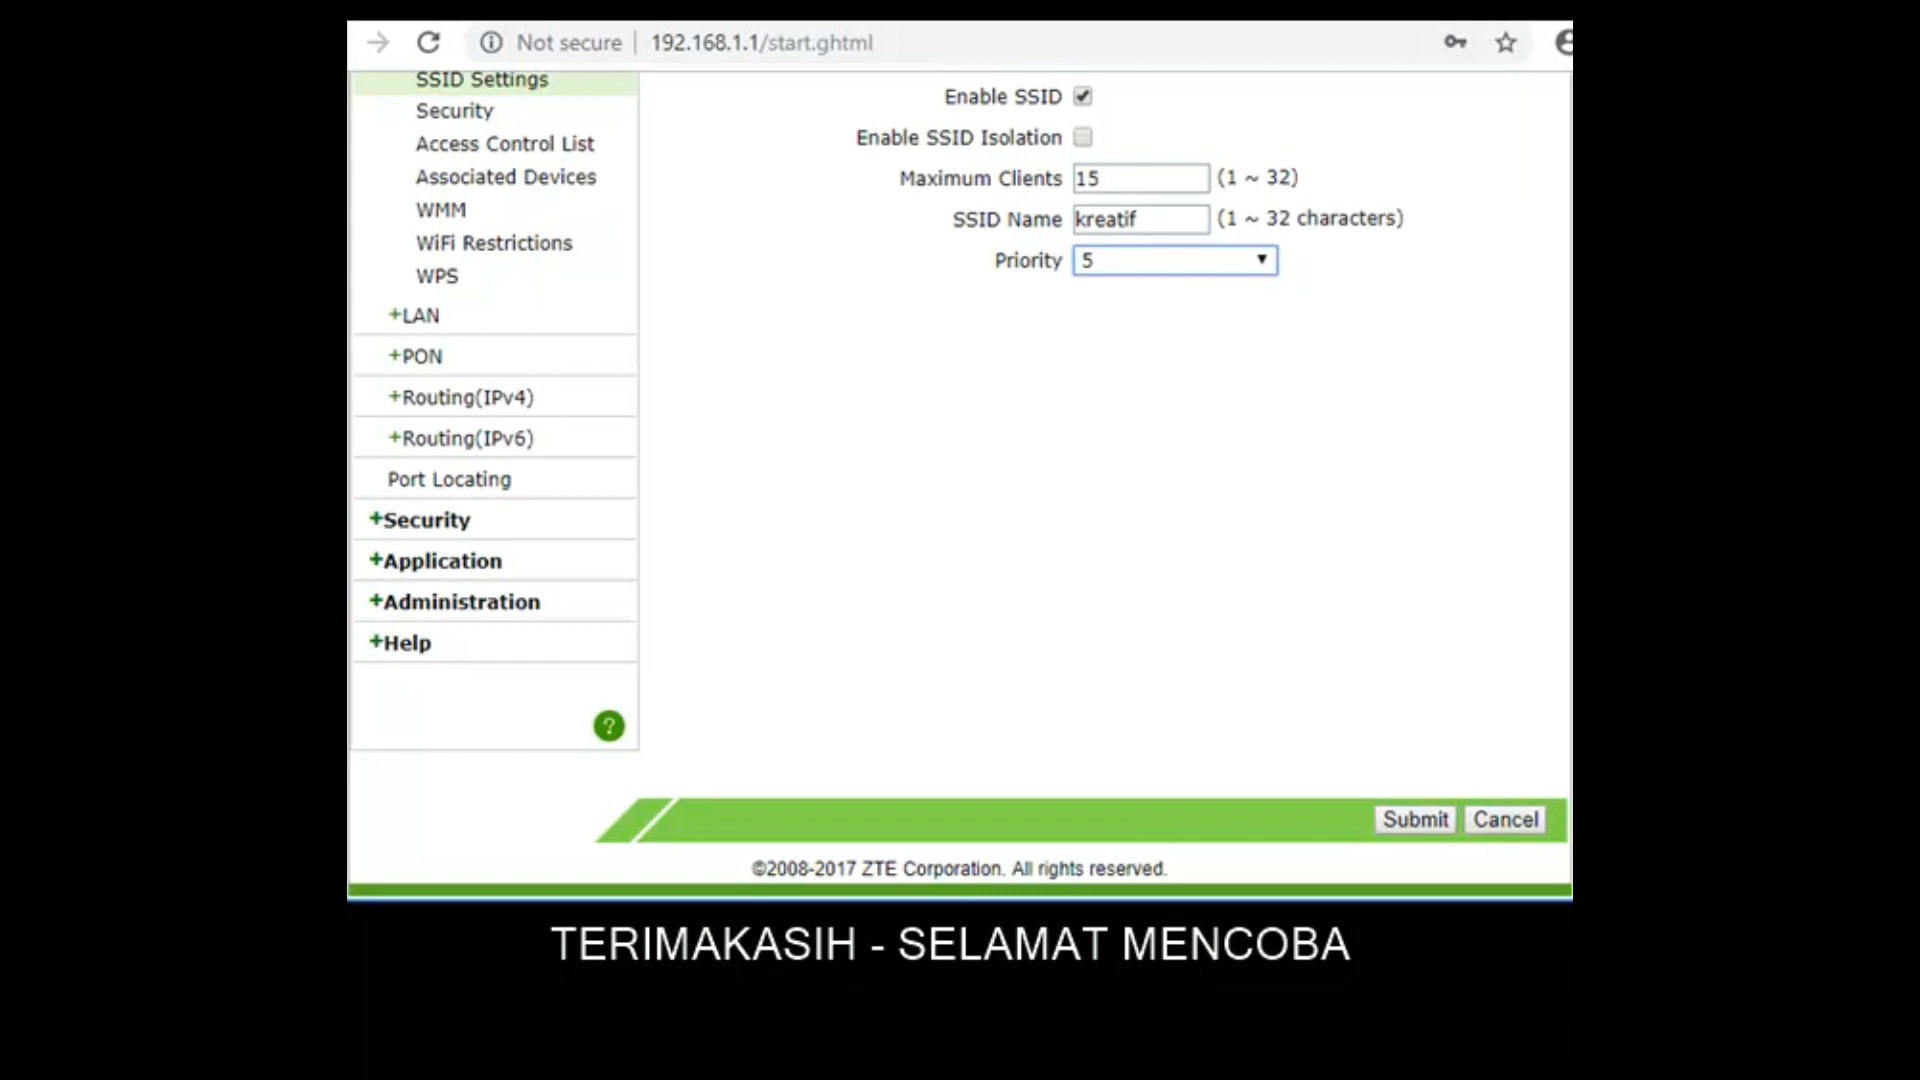 Not secure | 192.168.1.1/start.ghtml
SSID Settings
Security
Access Control List
Associated Devices
WMM
WiFi Restrictions
WPS
+LAN
+PON
+Routing(IPv4)
+Routing(IPv6)
Port Locating
+Security
+Application
+Administration
+Help
?
Enable SSID
Enable SSID Isolation
Maximum Clients 15 (1 ~ 32)
SSID Name kreatif (1 ~ 32 characters)
Priority 5
Submit Cancel
©2008-2017 ZTE Corporation. All rights reserved.
TERIMAKASIH - SELAMAT MENCOBA